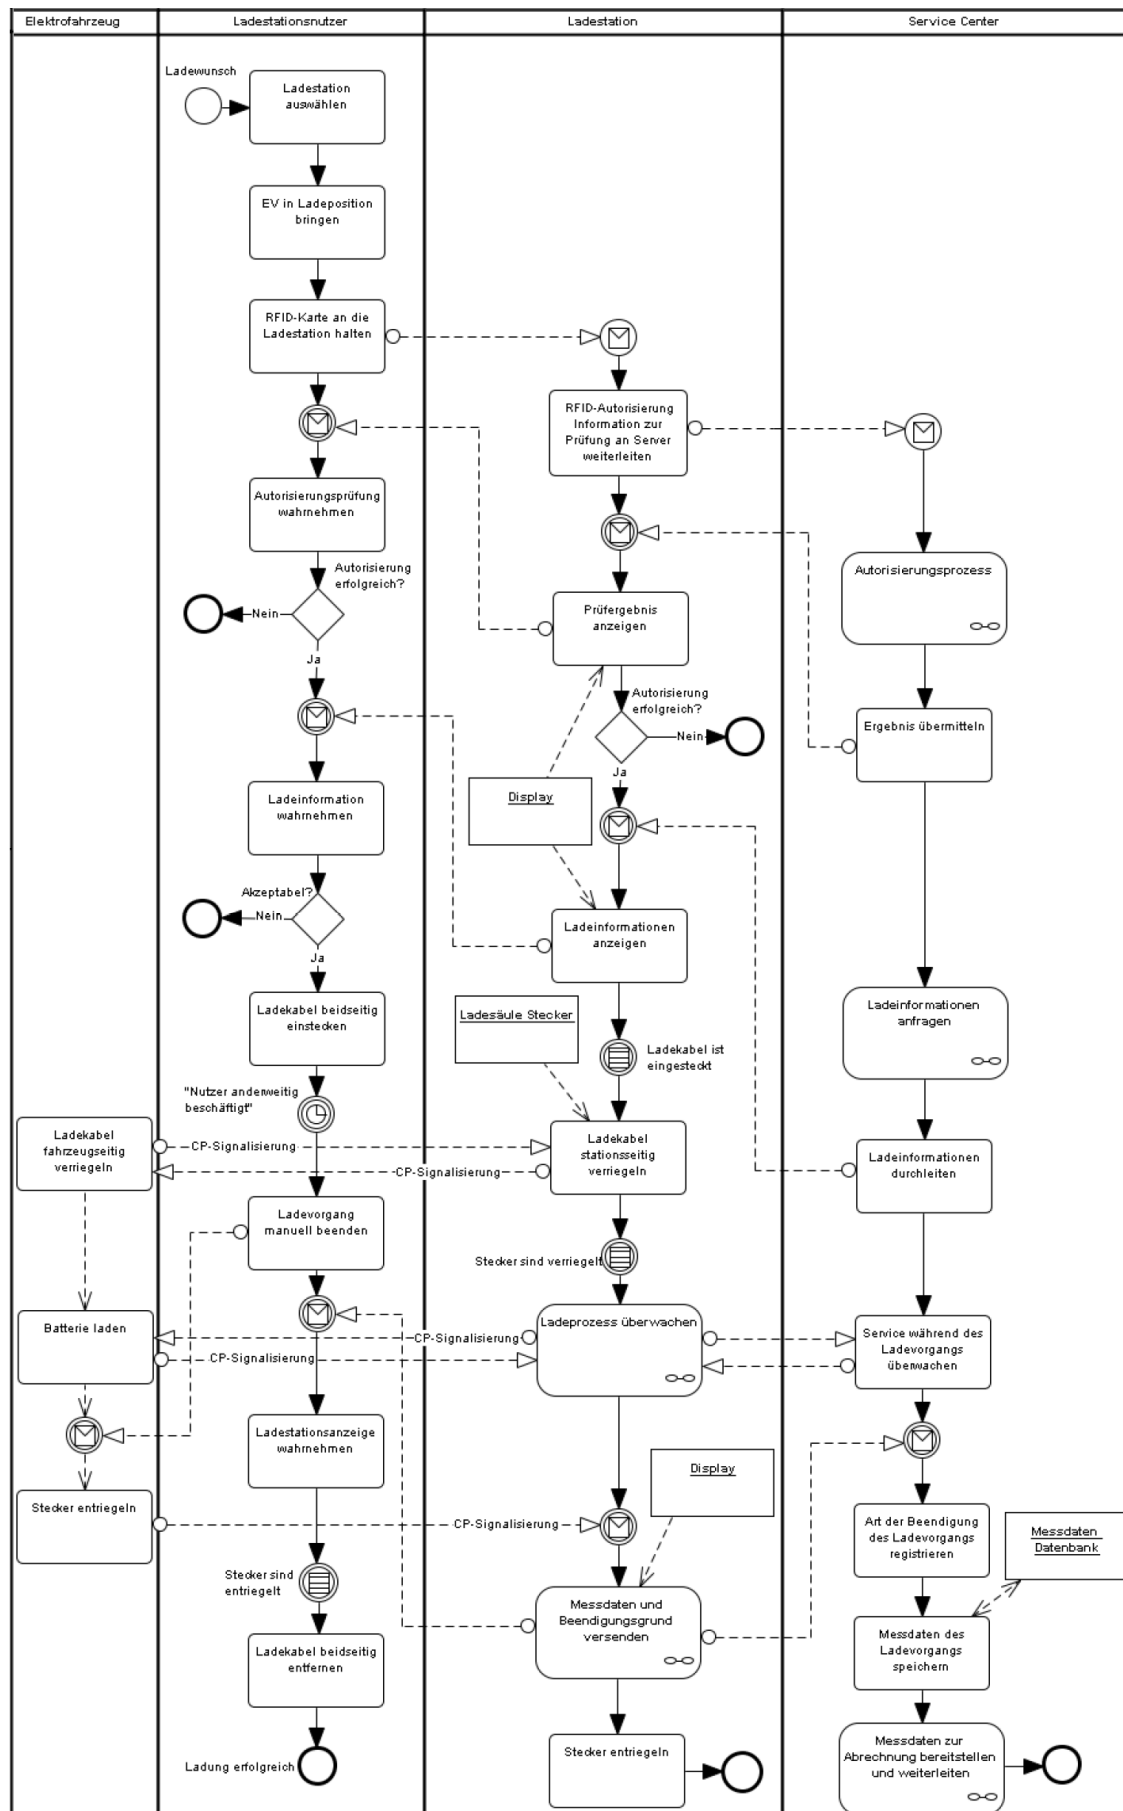 Elektrofahrzeug
Ladestationsnutzer
Ladestation
Service Center
Ladewunsch
Ladestation
auswählen
EV in Ladeposition
bringen
RFID-Karte an die
Ladestation halten
RFID-Autorisierung
Information zur
Prüfung an Server
weiterleiten
Autorisierungsprüfung
wahrnehmen
Autorisierung
erfolgreich?
Nein
Ja
Autorisierungsprozess
Prüfergebnis
anzeigen
Autorisierung
erfolgreich?
Nein
Ja
Ergebnis übermitteln
Display
Ladeinformation
wahrnehmen
Akzeptabel?
Nein
Ja
Ladeinformationen
anzeigen
Ladekabel beidseitig
einstecken
Ladesäule Stecker
Ladekabel ist
eingesteckt
Ladeinformationen
anfragen
"Nutzer anderweitig
beschäftigt"
Ladekabel
fahrzeugseitig
verriegeln
CP-Signalisierung
CP-Signalisierung
Ladekabel
stationsseitig
verriegeln
Ladeinformationen
durchleiten
Ladevorgang
manuell beenden
Stecker sind verriegelt
Batterie laden
CP-Signalisierung
CP-Signalisierung
Ladeprozess überwachen
Service während des
Ladevorgangs
überwachen
Ladestationsanzeige
wahrnehmen
Display
Stecker entriegeln
CP-Signalisierung
Art der Beendigung
des Ladevorgangs
registrieren
Messdaten
Datenbank
Stecker sind
entriegelt
Messdaten und
Beendigungsgrund
versenden
Messdaten des
Ladevorgangs
speichern
Ladekabel beidseitig
entfernen
Ladung erfolgreich
Stecker entriegeln
Messdaten zur
Abrechnung bereitstellen
und weiterleiten